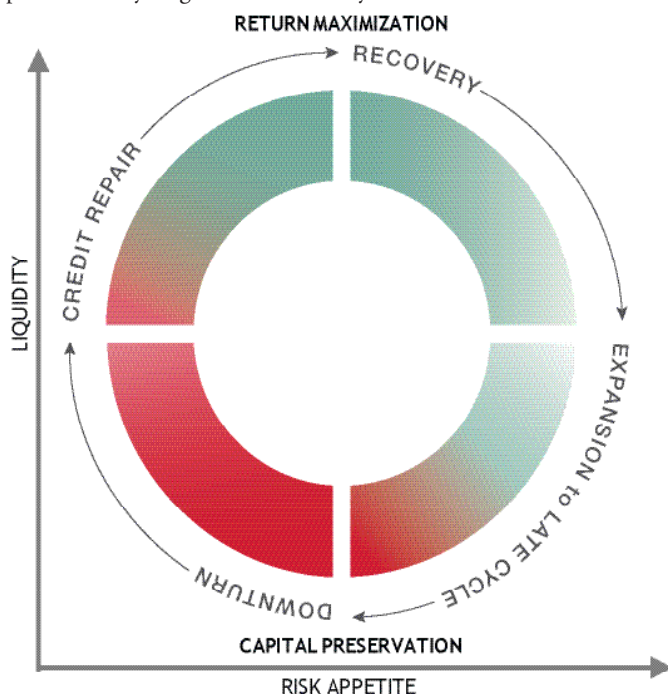 RETURN MAXIMIZATION
RECOVERY
CREDIT REPAIR
LIQUIDITY
EXPANSION to LATE CYCLE
DOWNTURN
CAPITAL PRESERVATION
RISK APPETITE